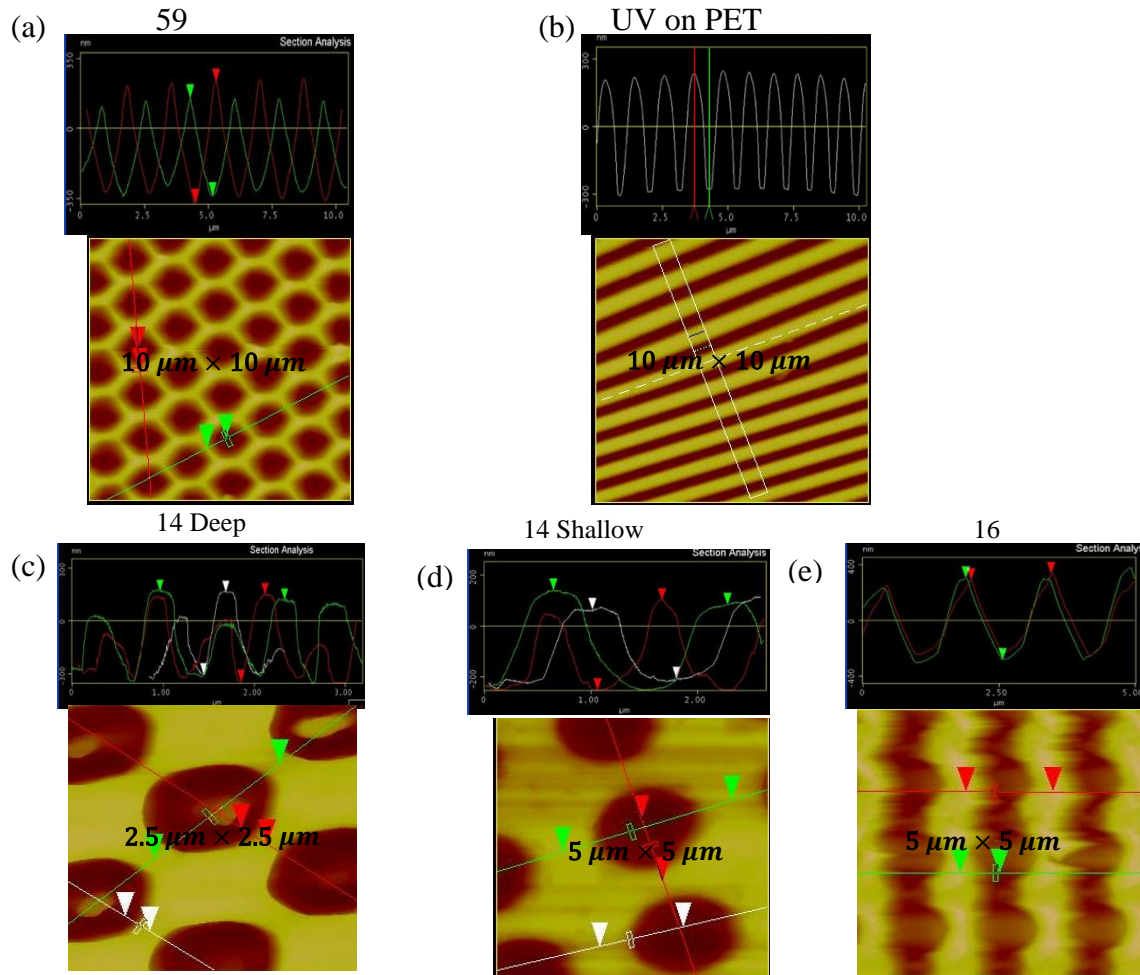 (a) 59
nm Section Analysis
350
0
-350
0 2.5 5.0 7.5 10.0
µm
10 µm × 10 µm
(b) UV on PET
nm
300
0
-300
0 2.5 5.0 7.5 10.0
µm
10 µm × 10 µm
(c) 14 Deep
nm Section Analysis
300
0
-300
1.00 2.00 3.00
µm
2.5 µm × 2.5 µm
(d) 14 Shallow
nm Section Analysis
200
0
-200
1.00 2.00
µm
5 µm × 5 µm
(e) 16
nm Section Analysi
400
0
-400
0 2.50 5.00
µm
5 µm × 5 µm